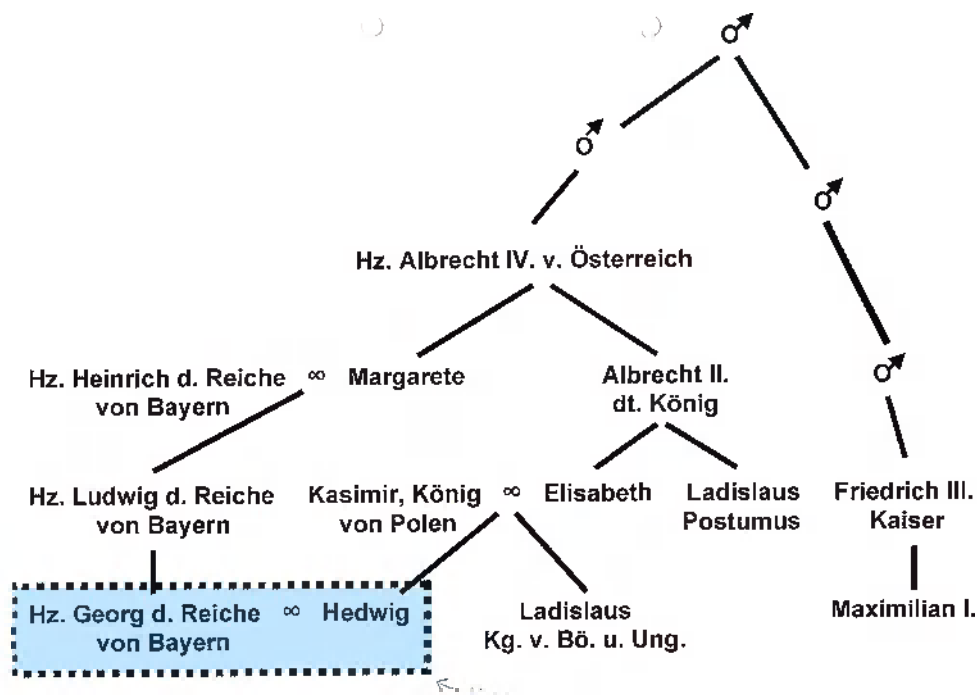 Hz. Albrecht IV. v. Österreich
Hz. Heinrich d. Reiche ∞ Margarete
von Bayern
Albrecht II.
dt. König
Hz. Ludwig d. Reiche
von Bayern
Kasimir, König ∞ Elisabeth
von Polen
Ladislaus
Postumus
Friedrich III.
Kaiser
Hz. Georg d. Reiche ∞ Hedwig
von Bayern
Ladislaus
Kg. v. Bö. u. Ung.
Maximilian I.